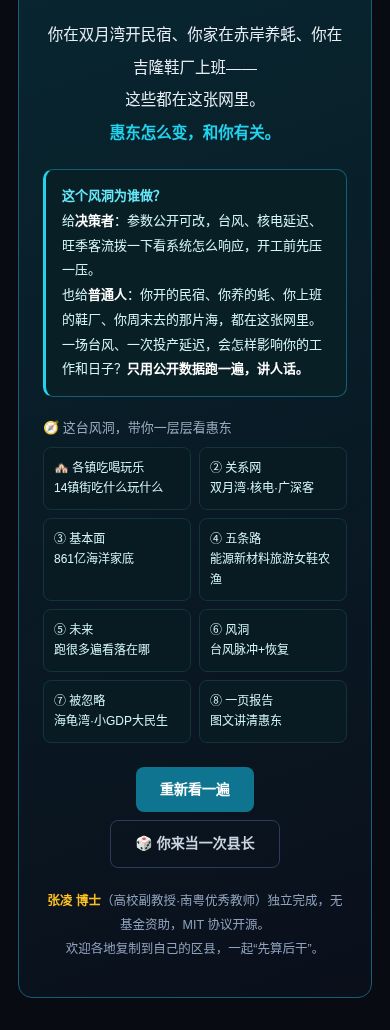 你在双月湾开民宿、你家在赤岸养蚝、你在
吉隆鞋厂上班——
这些都在这张网里。
惠东怎么变，和你有关。
这个风洞为谁做？
给决策者：参数公开可改，台风、核电延迟、
旺季客流拨一下看系统怎么响应，开工前先压
一压。
也给普通人：你开的民宿、你养的蚝、你上班
的鞋厂、你周末去的那片海，都在这张网里。
一场台风、一次投产延迟，会怎样影响你的工
作和日子？只用公开数据跑一遍，讲人话。
🧭 这台风洞，带你一层层看惠东
🏘️ 各镇吃喝玩乐
14镇街吃什么玩什么
② 关系网
双月湾·核电·广深客
③ 基本面
861亿海洋家底
④ 五条路
能源新材料旅游女鞋农
渔
⑤ 未来
跑很多遍看落在哪
⑥ 风洞
台风脉冲+恢复
⑦ 被忽略
海龟湾·小GDP大民生
⑧ 一页报告
图文讲清惠东
重新看一遍
🎲 你来当一次县长
张凌 博士（高校副教授·南粤优秀教师）独立完成，无
基金资助，MIT 协议开源。
欢迎各地复制到自己的区县，一起“先算后干”。